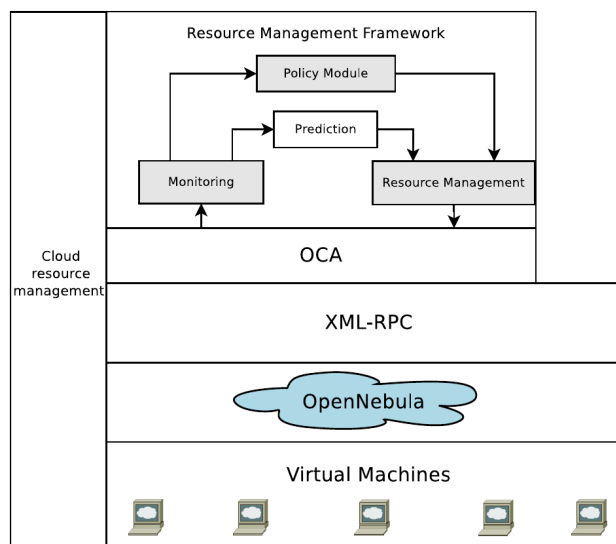 Resource Management Framework
Policy Module
Prediction
Monitoring
Resource Management
Cloud
resource
management
OCA
XML-RPC
OpenNebula
Virtual Machines